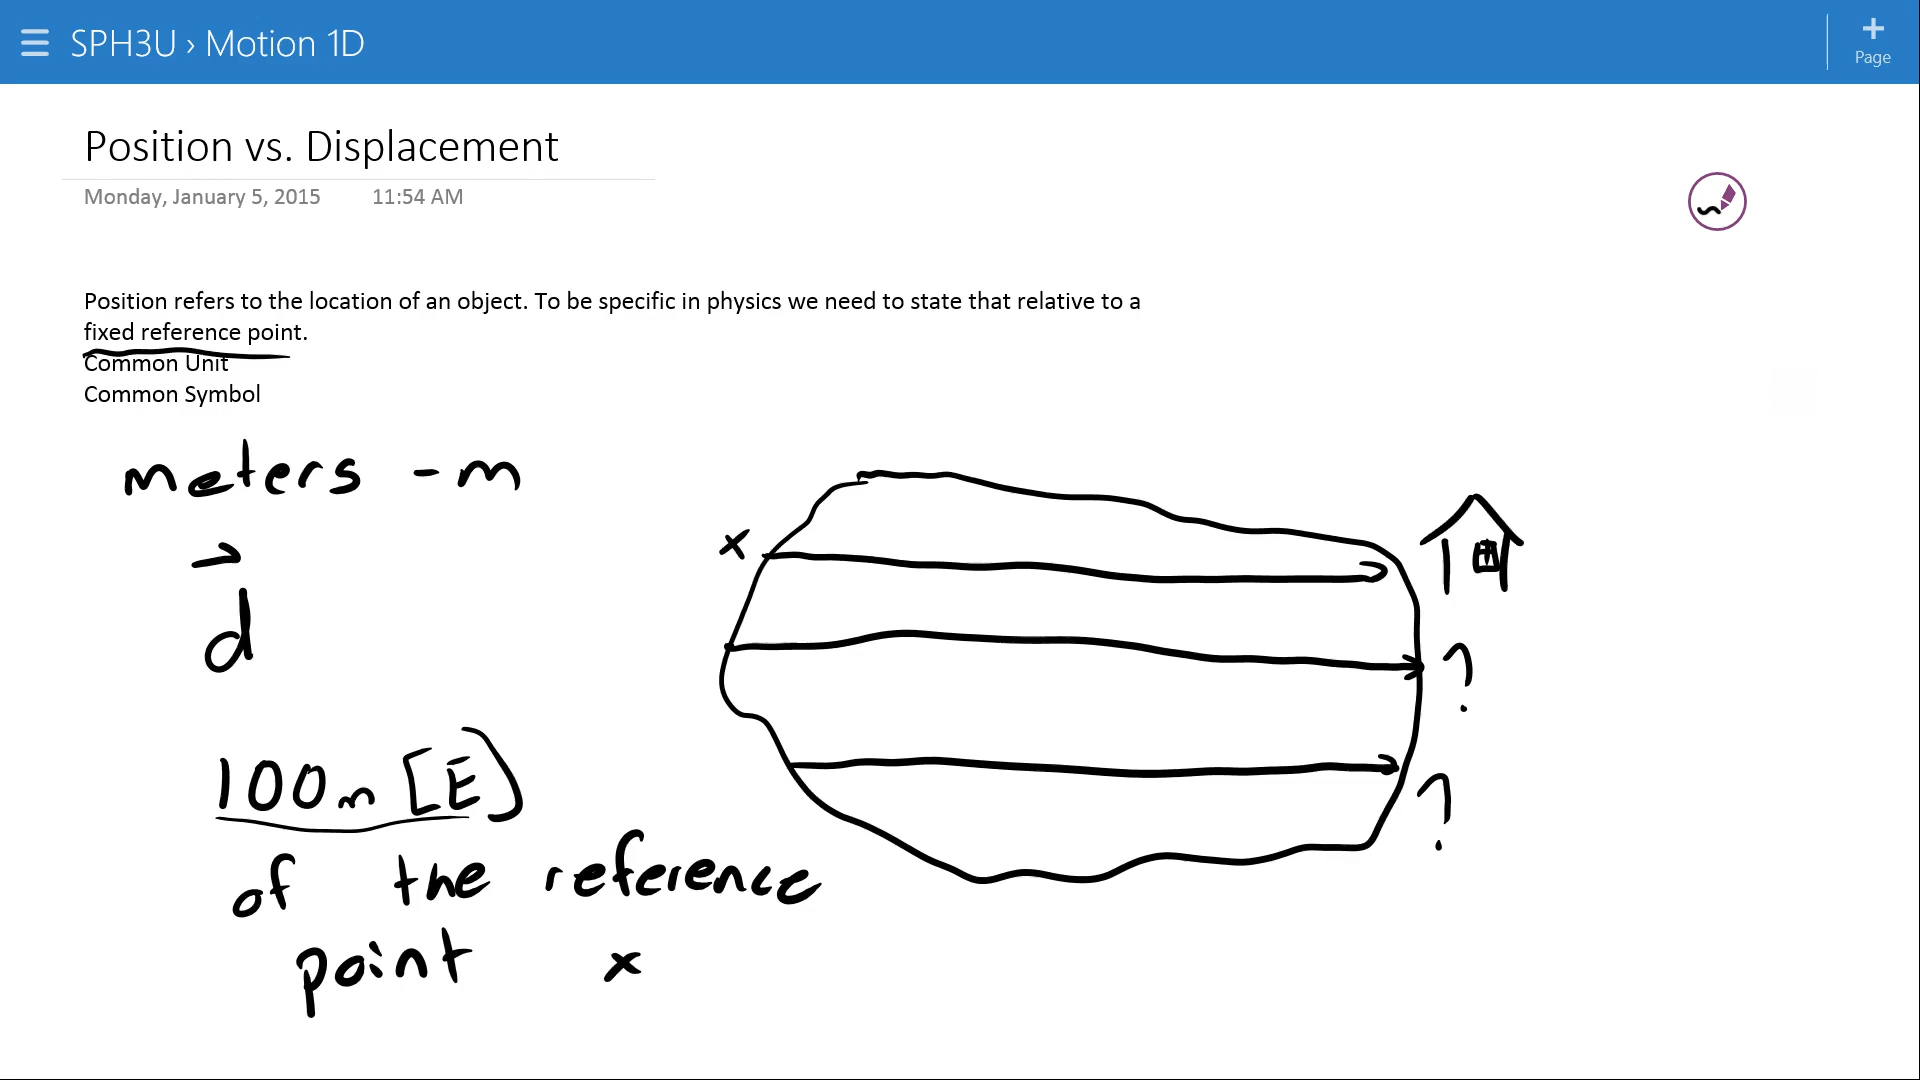 SPH3U › Motion 1D
Page
Position vs. Displacement
Monday, January 5, 2015 11:54 AM
Position refers to the location of an object. To be specific in physics we need to state that relative to a
fixed reference point.
Common Unit
Common Symbol
meters - m
d
x
?
100m [E]
?
of the reference
point x